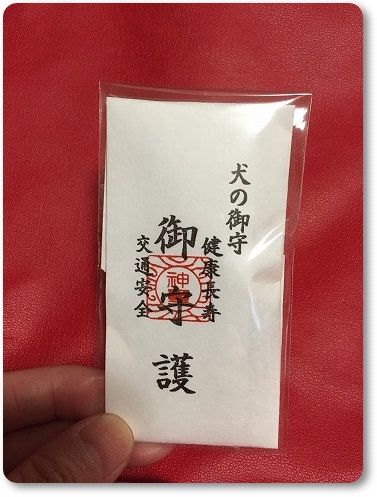 犬の御守
健康長寿
御守護
交通安全
神